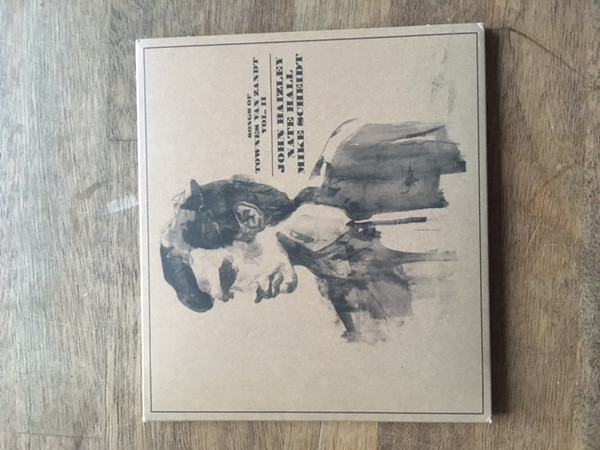 SONGS OF
TOWNES VAN ZANDT
VOL. II
JOHN BAIZLEY
NATE HALL
MIKE SCHEIDT